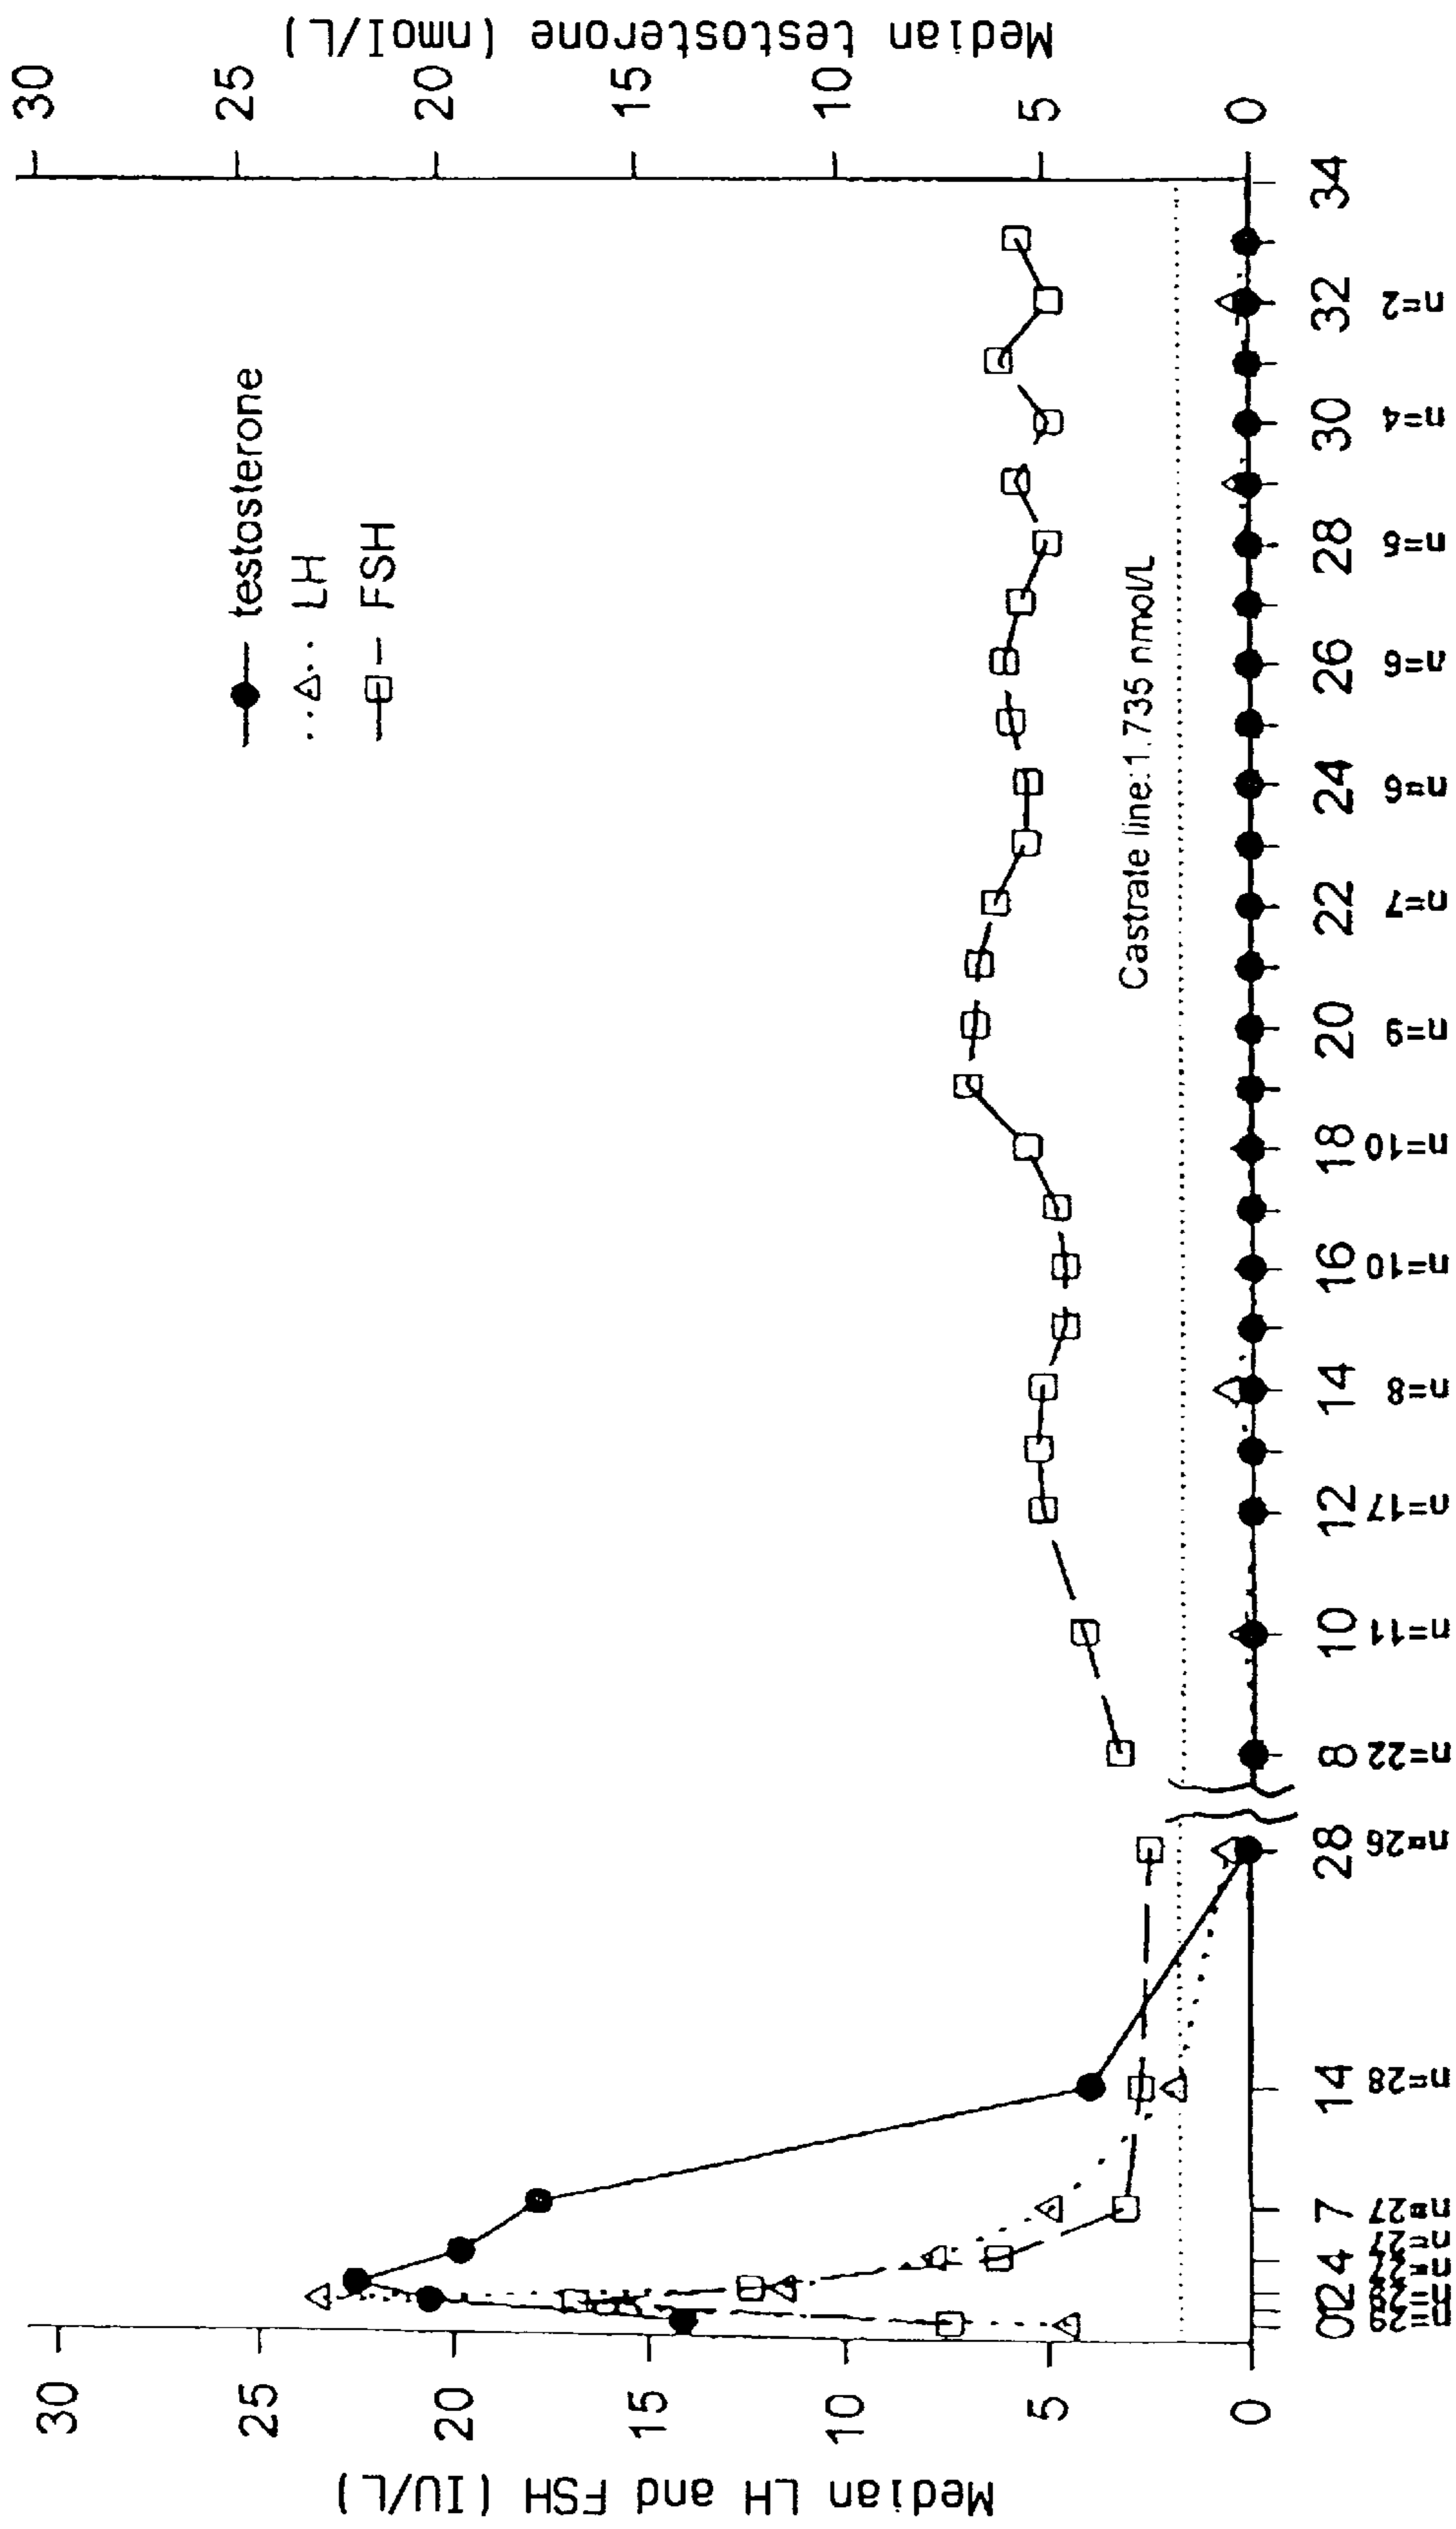 Median LH and FSH (IU/L)
30
25
20
15
10
5
0
testosterone
LH
FSH
Castrate line:1.735 nmol/L
Median testosterone (nmol/L)
30
25
20
15
10
5
0
0 2 4 7 14 28 8 10 12 14 16 18 20 22 24 26 28 30 32 34
n=29 n=27 n=27 n=28 n=26 n=22 n=11 n=17 n=8 n=10 n=10 n=9 n=7 n=6 n=6 n=5 n=4 n=2